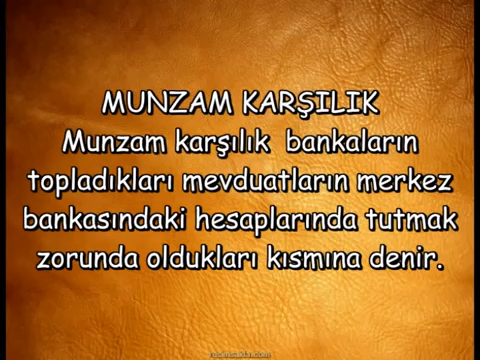 MUNZAM KARŞILIK
Munzam karşılık bankaların
topladıkları mevduatların merkez
bankasındaki hesaplarında tutmak
zorunda oldukları kısmına denir.